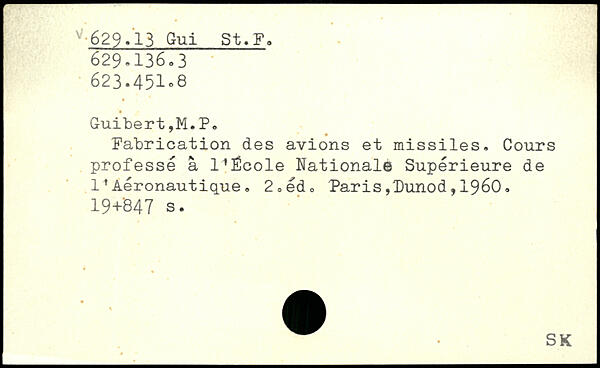 v. 629.13 Gui St.F.
629.136.3
623.451.8
Guibert,M.P.
Fabrication des avions et missiles. Cours
professé à l'École Nationale Supérieure de
l'Aéronautique. 2.éd. Paris,Dunod,1960.
19+847 s.
SK